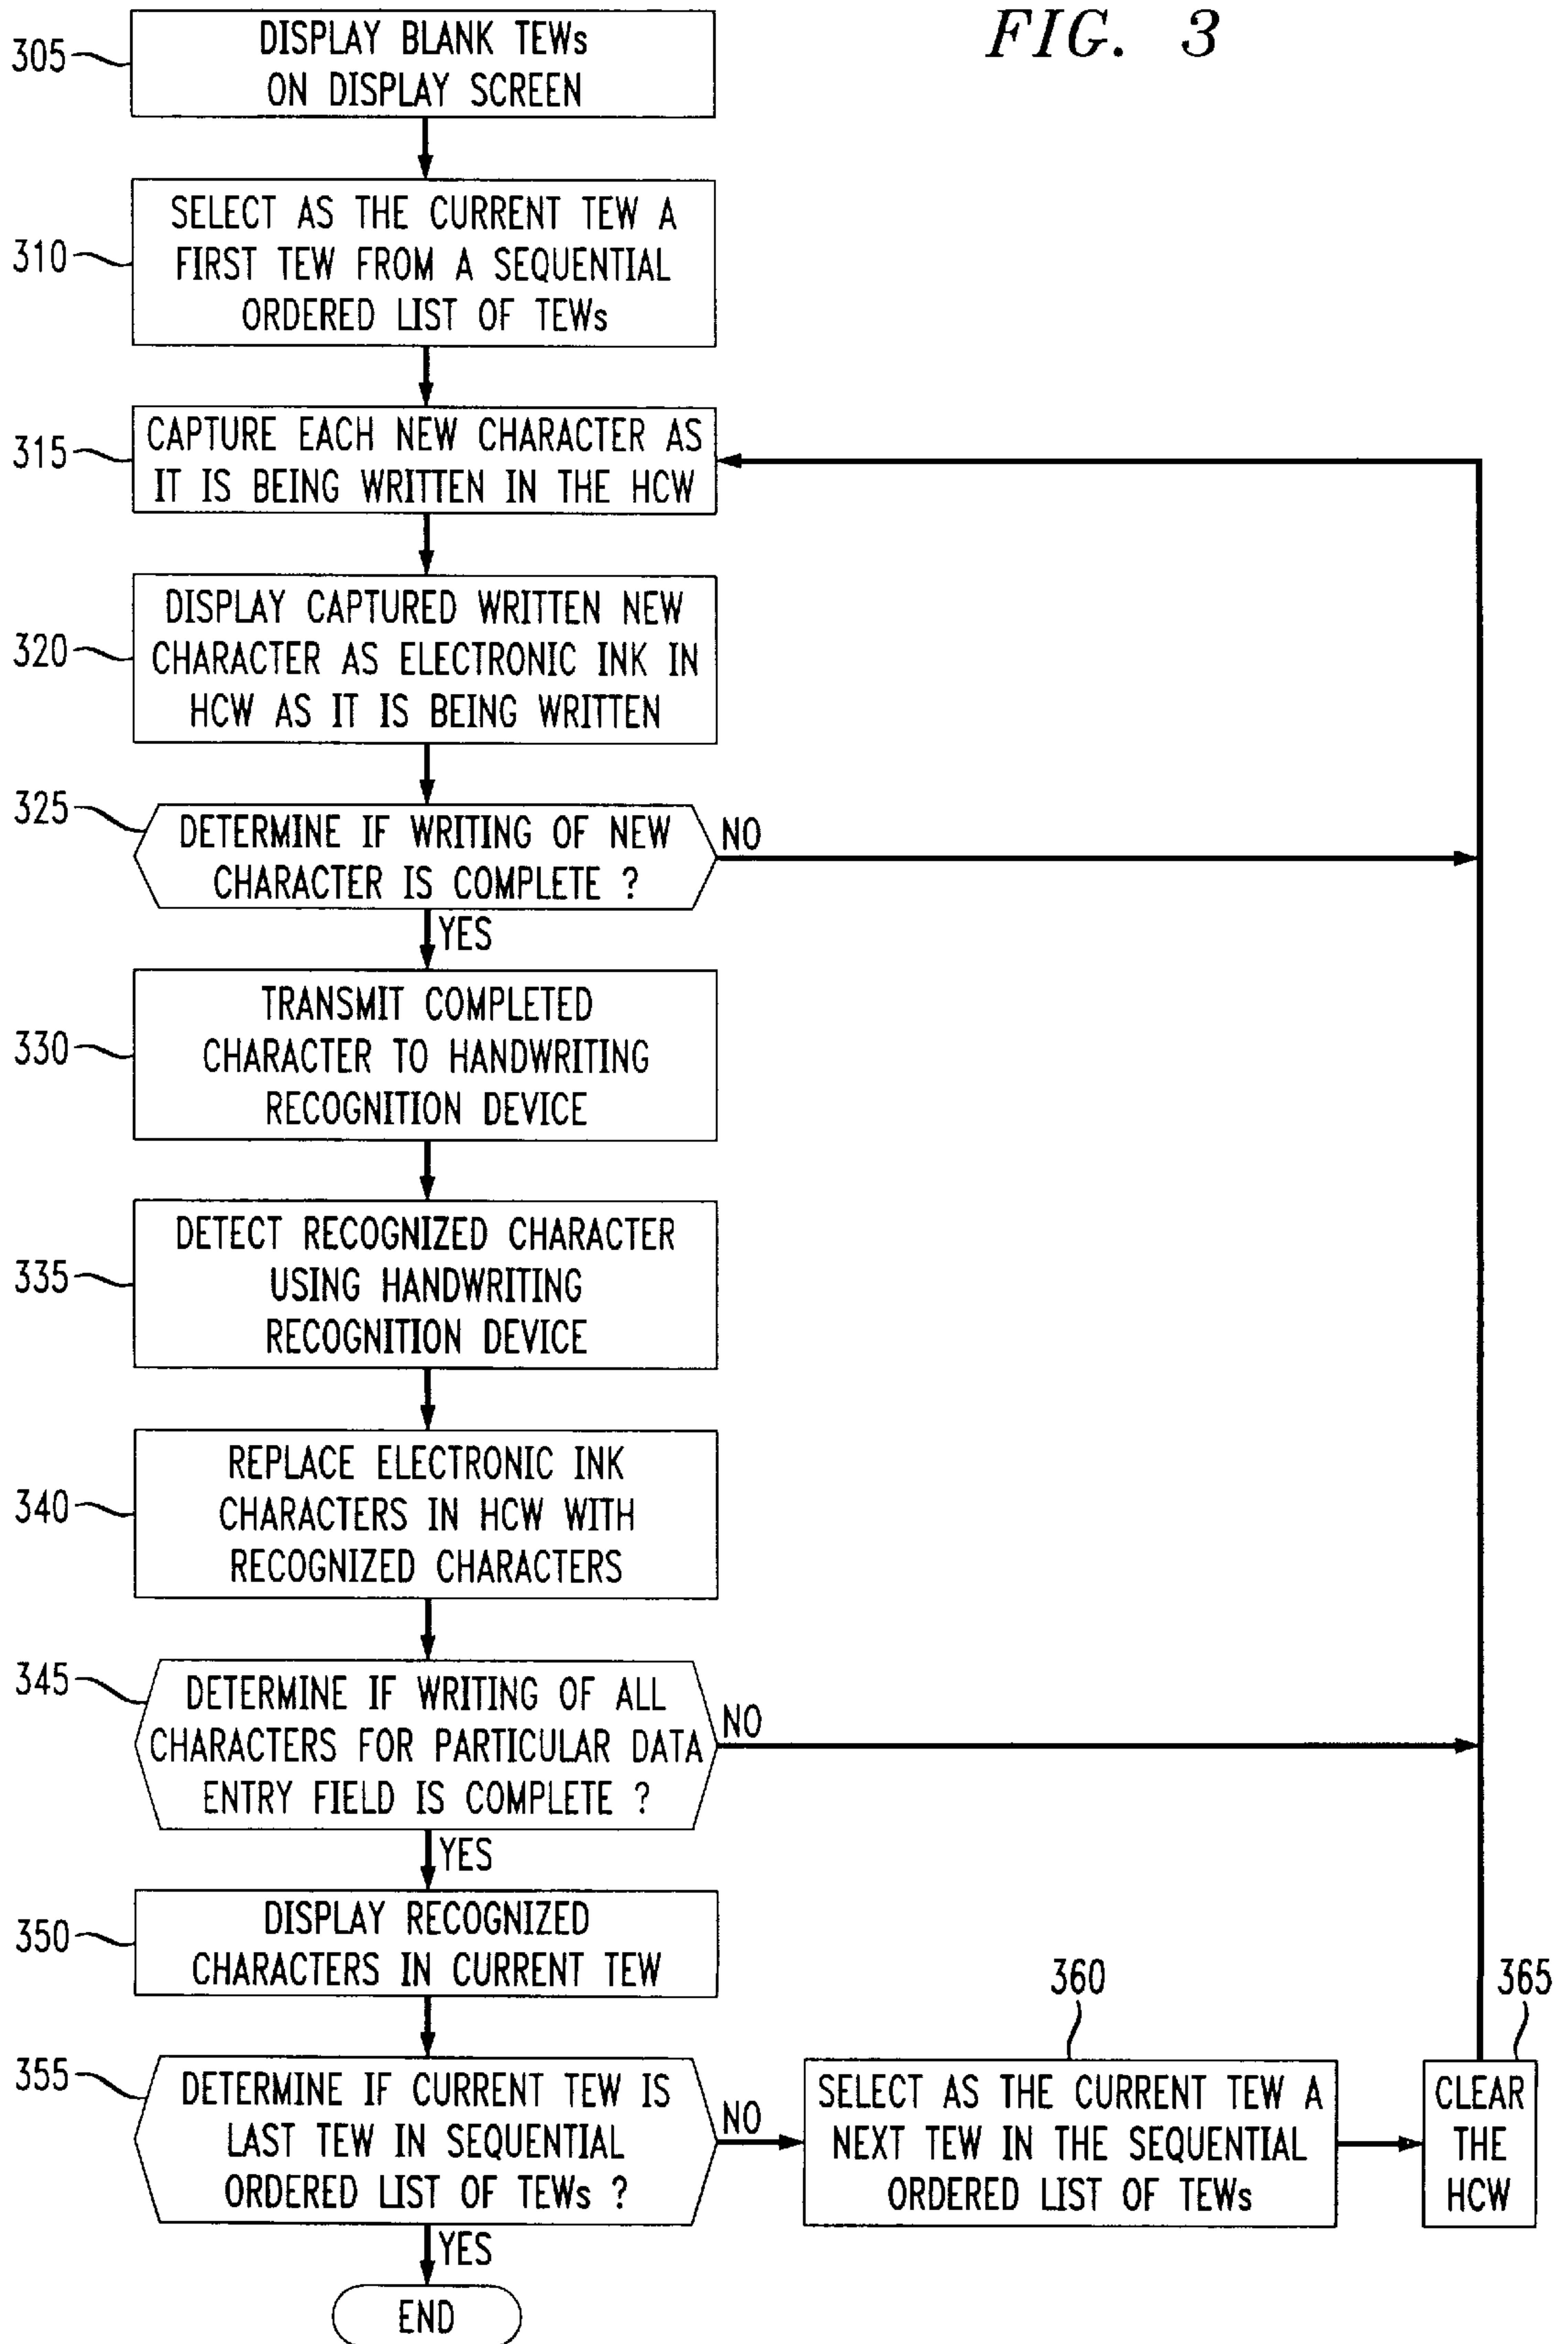 FIG. 3
305
DISPLAY BLANK TEWs
ON DISPLAY SCREEN
310
SELECT AS THE CURRENT TEW A
FIRST TEW FROM A SEQUENTIAL
ORDERED LIST OF TEWs
315
CAPTURE EACH NEW CHARACTER AS
IT IS BEING WRITTEN IN THE HCW
320
DISPLAY CAPTURED WRITTEN NEW
CHARACTER AS ELECTRONIC INK IN
HCW AS IT IS BEING WRITTEN
325
DETERMINE IF WRITING OF NEW
CHARACTER IS COMPLETE ?
NO
YES
330
TRANSMIT COMPLETED
CHARACTER TO HANDWRITING
RECOGNITION DEVICE
335
DETECT RECOGNIZED CHARACTER
USING HANDWRITING
RECOGNITION DEVICE
340
REPLACE ELECTRONIC INK
CHARACTERS IN HCW WITH
RECOGNIZED CHARACTERS
345
DETERMINE IF WRITING OF ALL
CHARACTERS FOR PARTICULAR DATA
ENTRY FIELD IS COMPLETE ?
NO
YES
350
DISPLAY RECOGNIZED
CHARACTERS IN CURRENT TEW
355
DETERMINE IF CURRENT TEW IS
LAST TEW IN SEQUENTIAL
ORDERED LIST OF TEWs ?
NO
YES
360
SELECT AS THE CURRENT TEW A
NEXT TEW IN THE SEQUENTIAL
ORDERED LIST OF TEWs
365
CLEAR
THE
HCW
END